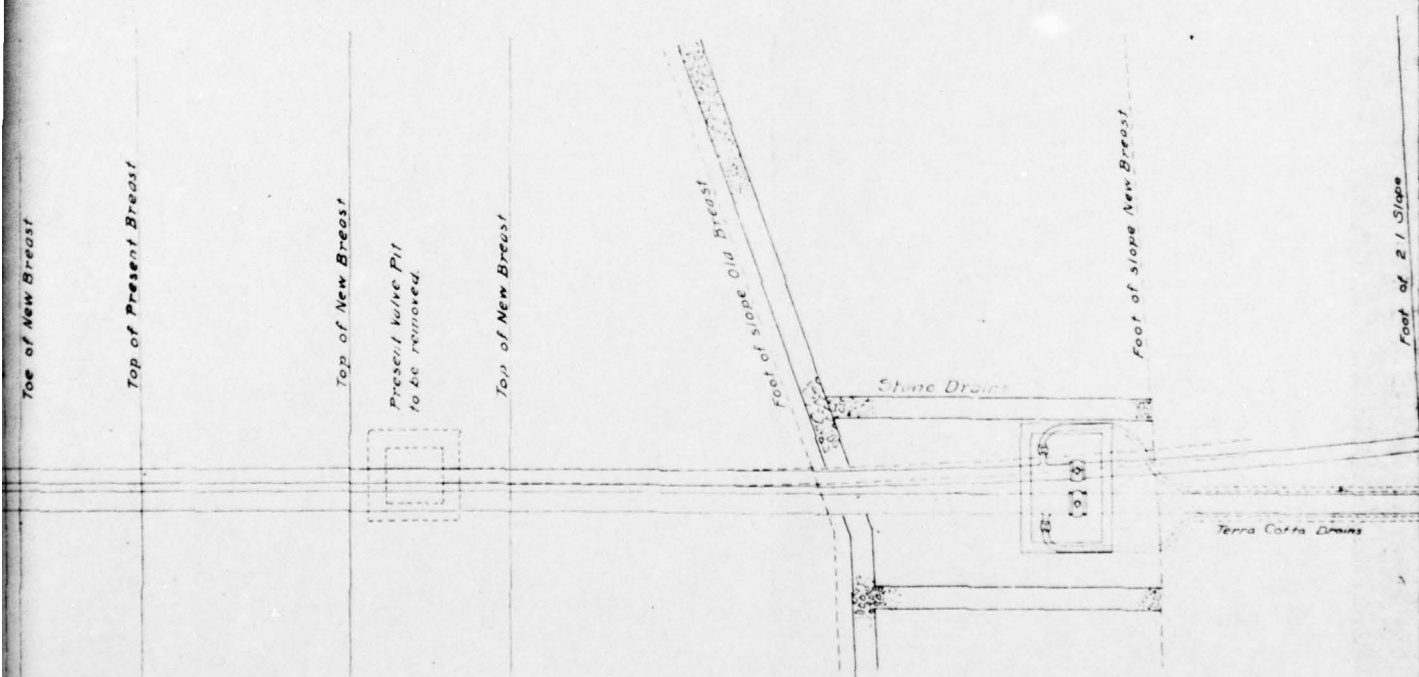 Toe of New Breast
Top of Present Breast
Top of New Breast
Present Valve Pit
to be removed.
Top of New Breast
Foot of slope Old Breast
Stone Drains
Foot of slope New Breast
Terra Cotta Drains
Foot of 2:1 Slope